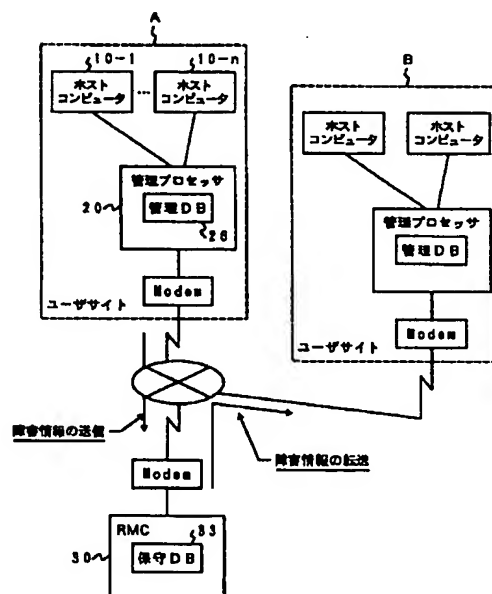 A
10-1
10-n
ホスト
コンピュータ
...
ホスト
コンピュータ
管理プロセッサ
20
管理DB
26
Modem
ユーザサイト
B
ホスト
コンピュータ
ホスト
コンピュータ
管理プロセッサ
管理DB
Modem
ユーザサイト
障害情報の送信
障害情報の転送
Modem
RMC
33
30
保守DB